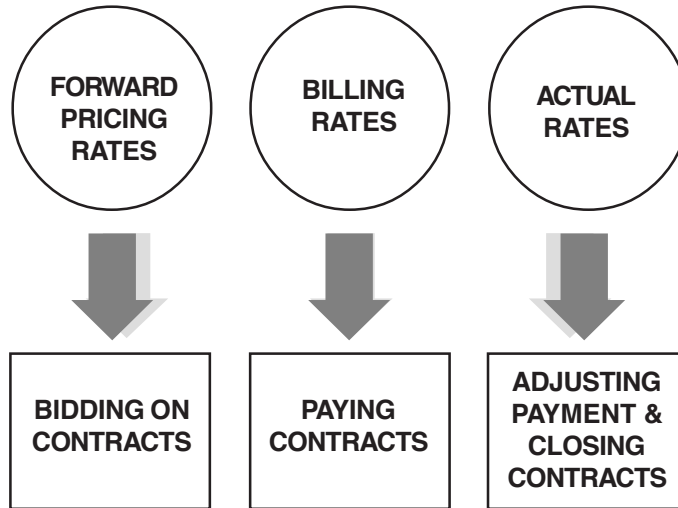 FORWARD
PRICING
RATES
BILLING
RATES
ACTUAL
RATES
BIDDING ON
CONTRACTS
PAYING
CONTRACTS
ADJUSTING
PAYMENT &
CLOSING
CONTRACTS